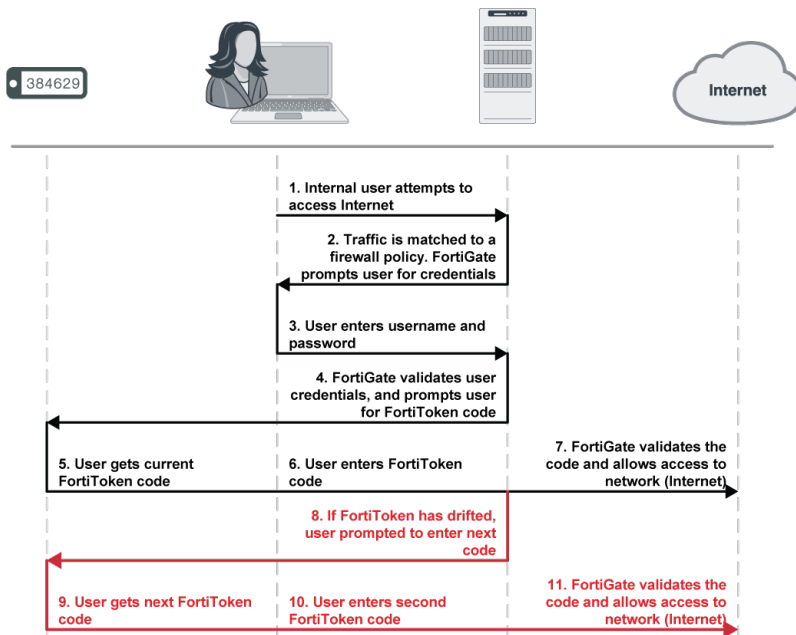 384629
Internet
1. Internal user attempts to
access Internet
2. Traffic is matched to a
firewall policy. FortiGate
prompts user for credentials
3. User enters username and
password
4. FortiGate validates user
credentials, and prompts user
for FortiToken code
5. User gets current
FortiToken code
6. User enters FortiToken
code
7. FortiGate validates the
code and allows access to
network (Internet)
8. If FortiToken has drifted,
user prompted to enter next
code
9. User gets next FortiToken
code
10. User enters second
FortiToken code
11. FortiGate validates the
code and allows access to
network (Internet)